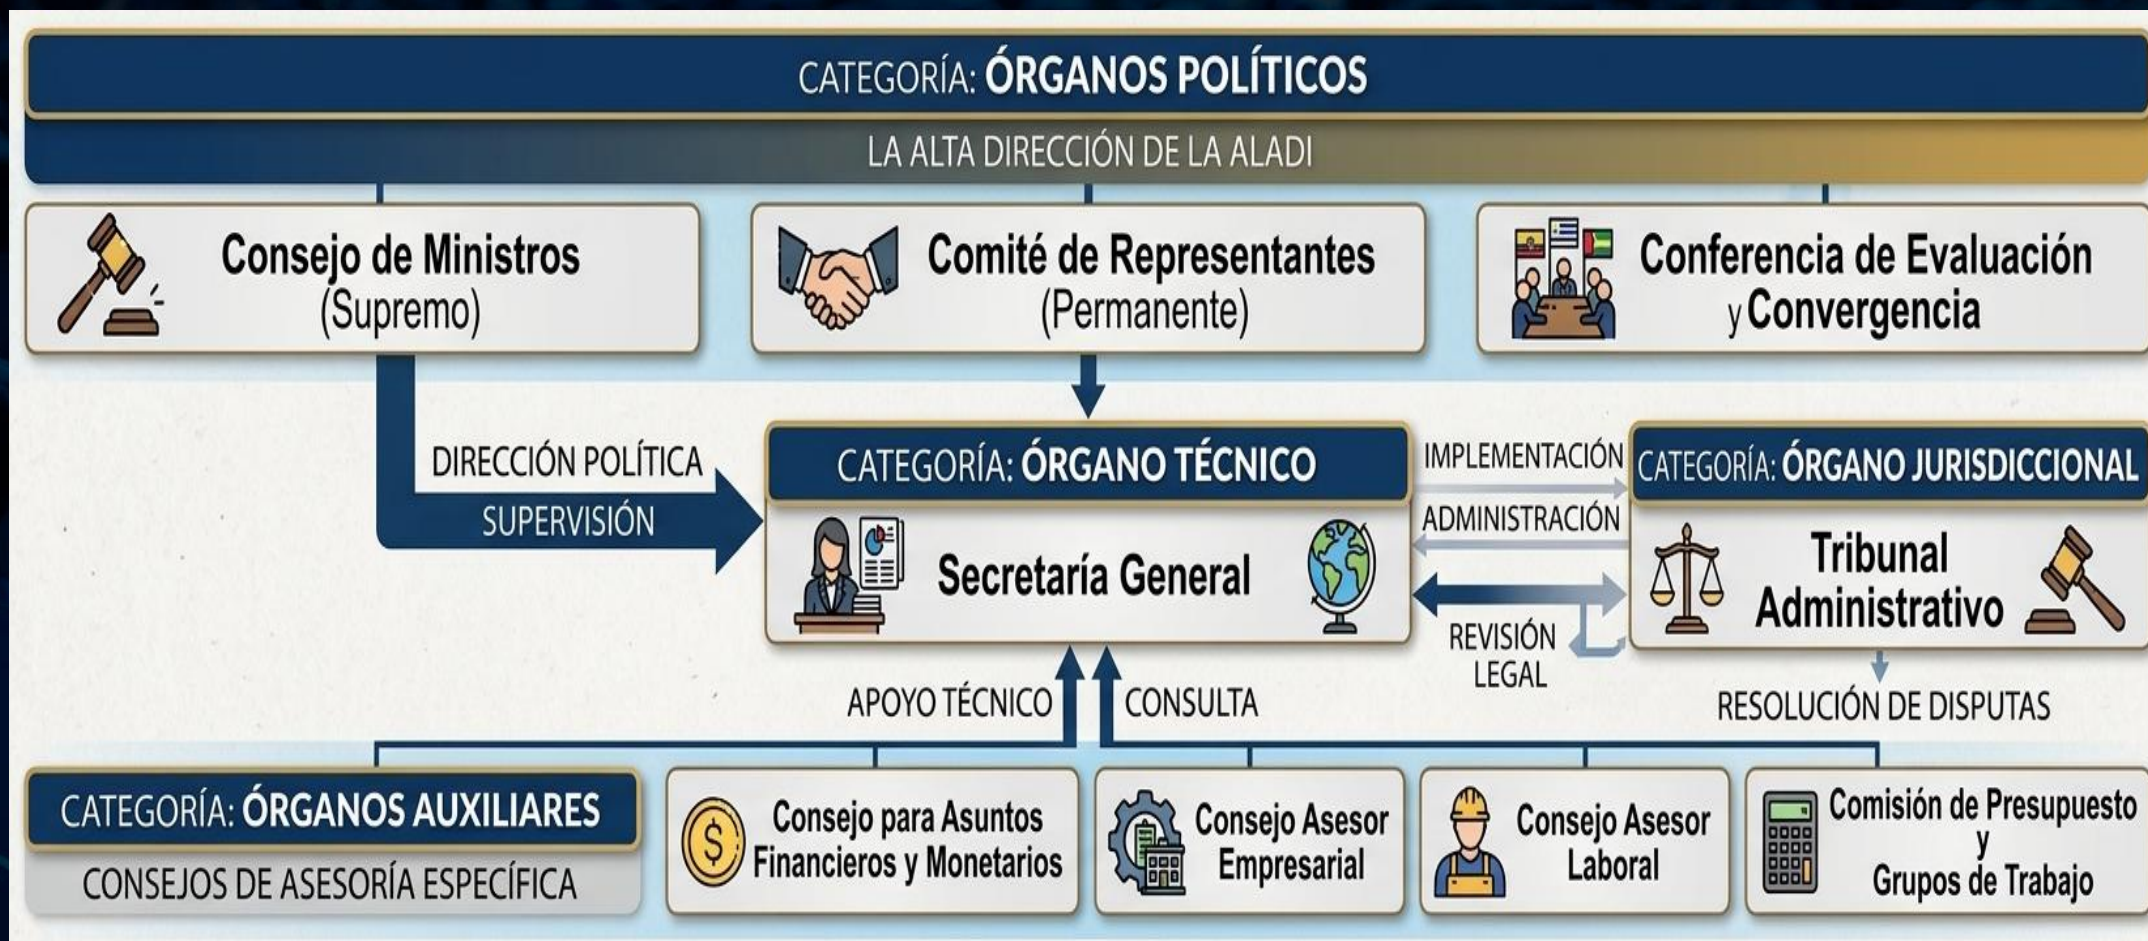 CATEGORÍA: ÓRGANOS POLÍTICOS
LA ALTA DIRECCIÓN DE LA ALADI
Consejo de Ministros
(Supremo)
Comité de Representantes
(Permanente)
Conferencia de Evaluación
y Convergencia
DIRECCIÓN POLÍTICA
SUPERVISIÓN
CATEGORÍA: ÓRGANO TÉCNICO
Secretaría General
IMPLEMENTACIÓN
ADMINISTRACIÓN
REVISIÓN
LEGAL
CATEGORÍA: ÓRGANO JURISDICCIONAL
Tribunal
Administrativo
RESOLUCIÓN DE DISPUTAS
APOYO TÉCNICO
CONSULTA
CATEGORÍA: ÓRGANOS AUXILIARES
CONSEJOS DE ASESORÍA ESPECÍFICA
$
Consejo para Asuntos
Financieros y Monetarios
Consejo Asesor
Empresarial
Consejo Asesor
Laboral
Comisión de Presupuesto
y
Grupos de Trabajo